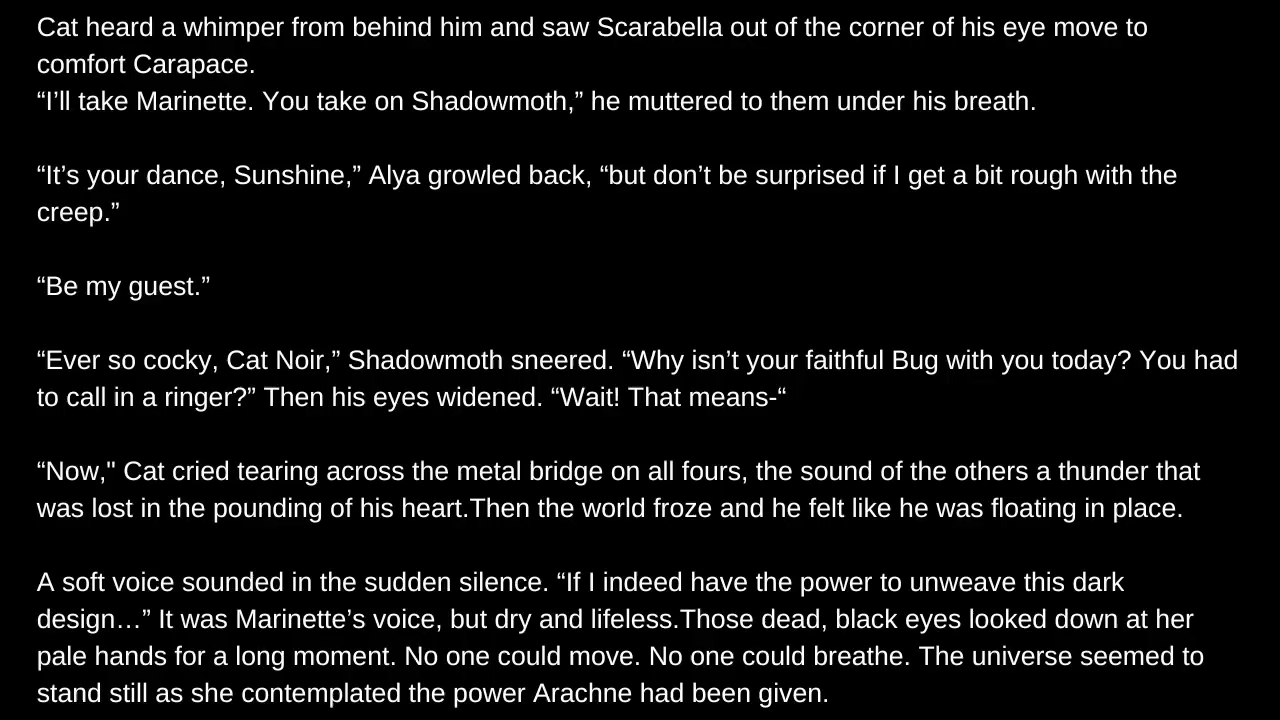 Cat heard a whimper from behind him and saw Scarabella out of the corner of his eye move to
comfort Carapace.
“I’ll take Marinette. You take on Shadowmoth,” he muttered to them under his breath.
“It’s your dance, Sunshine,” Alya growled back, “but don’t be surprised if I get a bit rough with the
creep.”
“Be my guest.”
“Ever so cocky, Cat Noir,” Shadowmoth sneered. “Why isn’t your faithful Bug with you today? You had
to call in a ringer?” Then his eyes widened. “Wait! That means-“
“Now," Cat cried tearing across the metal bridge on all fours, the sound of the others a thunder that
was lost in the pounding of his heart.Then the world froze and he felt like he was floating in place.
A soft voice sounded in the sudden silence. “If I indeed have the power to unweave this dark
design…” It was Marinette’s voice, but dry and lifeless.Those dead, black eyes looked down at her
pale hands for a long moment. No one could move. No one could breathe. The universe seemed to
stand still as she contemplated the power Arachne had been given.